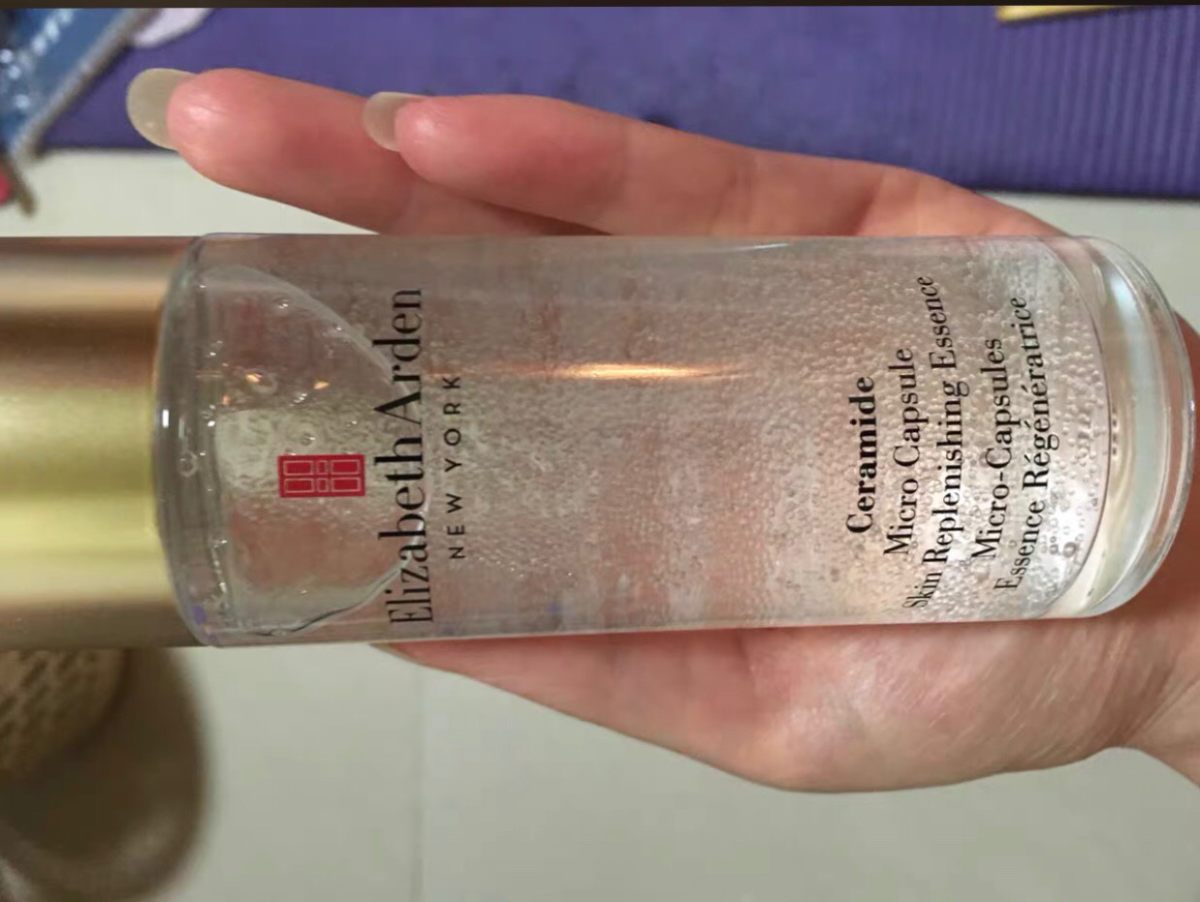 Elizabeth Arden
NEW YORK
Ceramide
Micro Capsule
Skin Replenishing Essence
Micro-Capsules
Essence Régénératrice